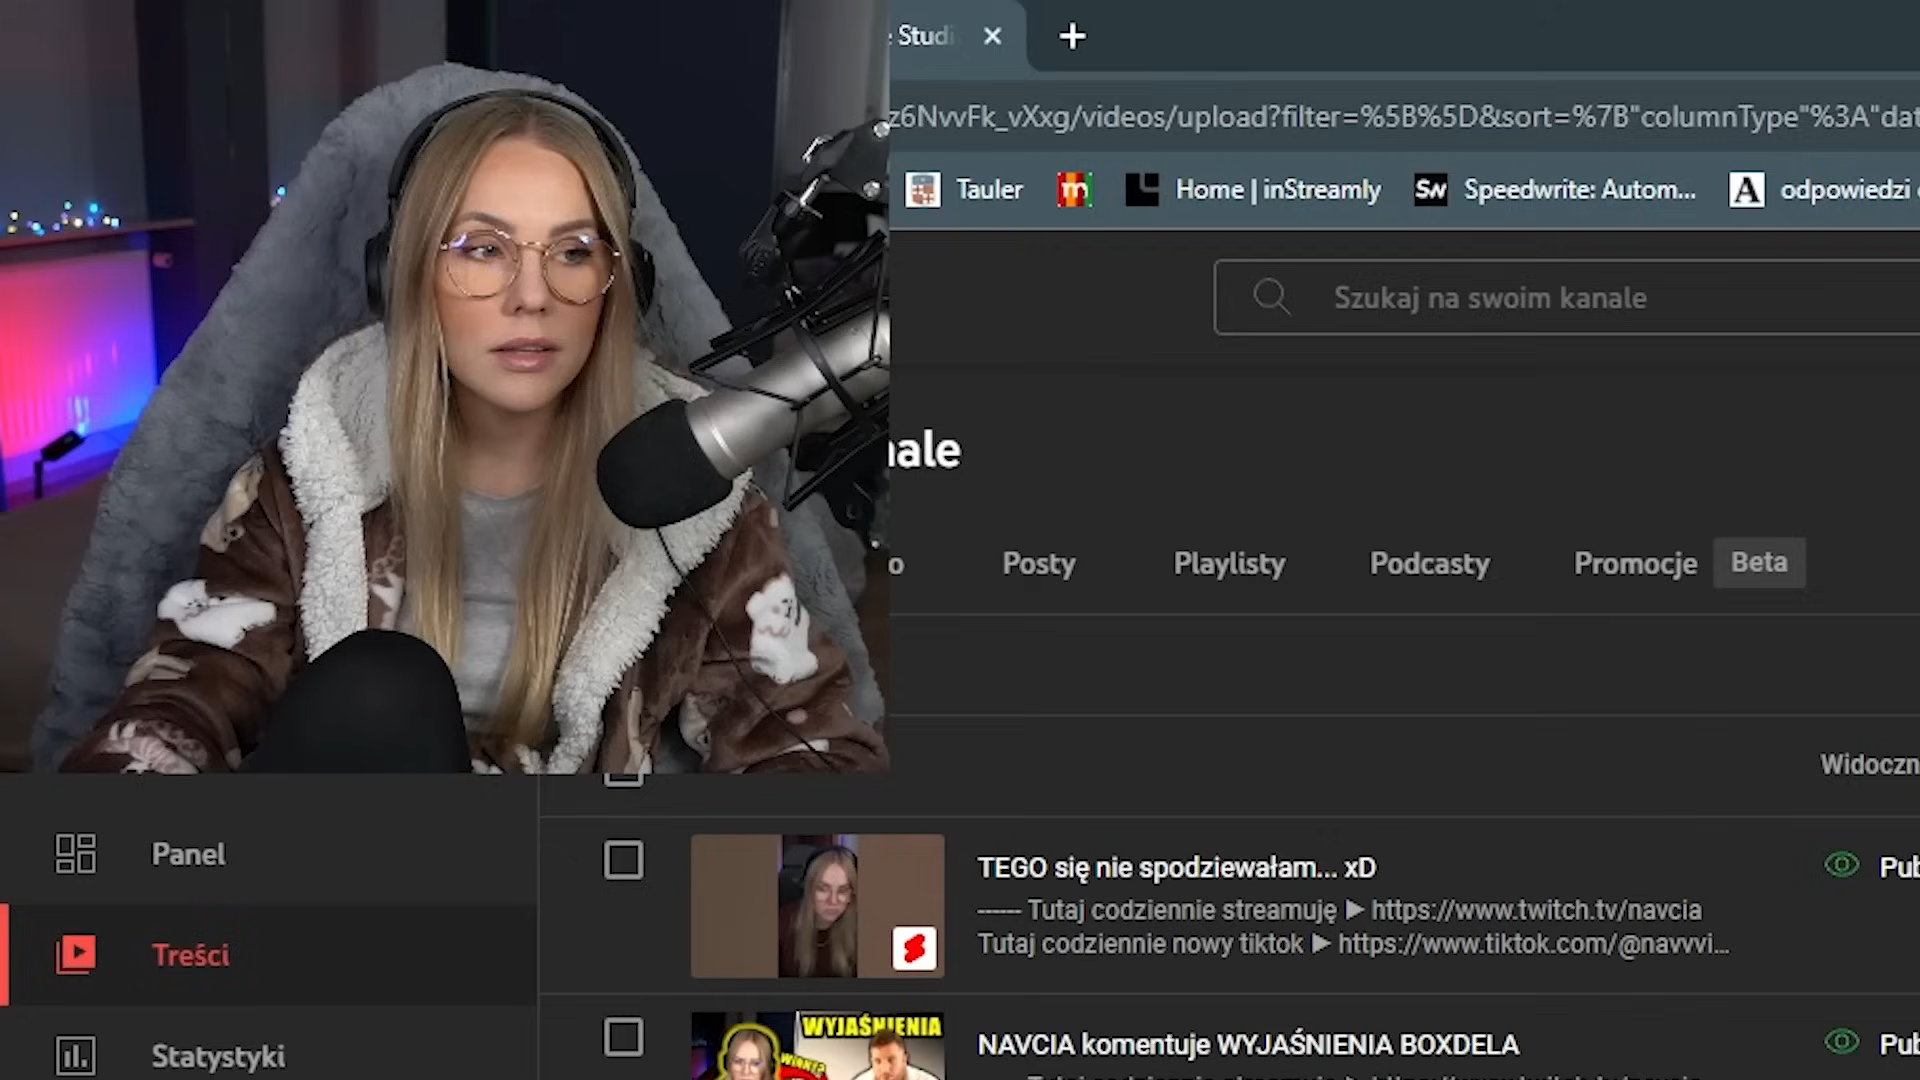 Studi
z6NvvFk_vXxg/videos/upload?filter=%5B%5D&sort=%7B"columnType"%3A"dat
Tauler
m
Home | inStreamly
SW
Speedwrite: Autom...
A
odpowiedzi
Szukaj na swoim kanale
nale
o
Posty
Playlisty
Podcasty
Promocje
Beta
Widoczn
Panel
TEGO się nie spodziewałam... xD
Pub
------ Tutaj codziennie streamuję ▶ https://www.twitch.tv/navcia
Tutaj codziennie nowy tiktok ▶ https://www.tiktok.com/@navvvi...
Treści
WYJAŚNIENIA
NAVCIA komentuje WYJAŚNIENIA BOXDELA
Pub
Statystyki